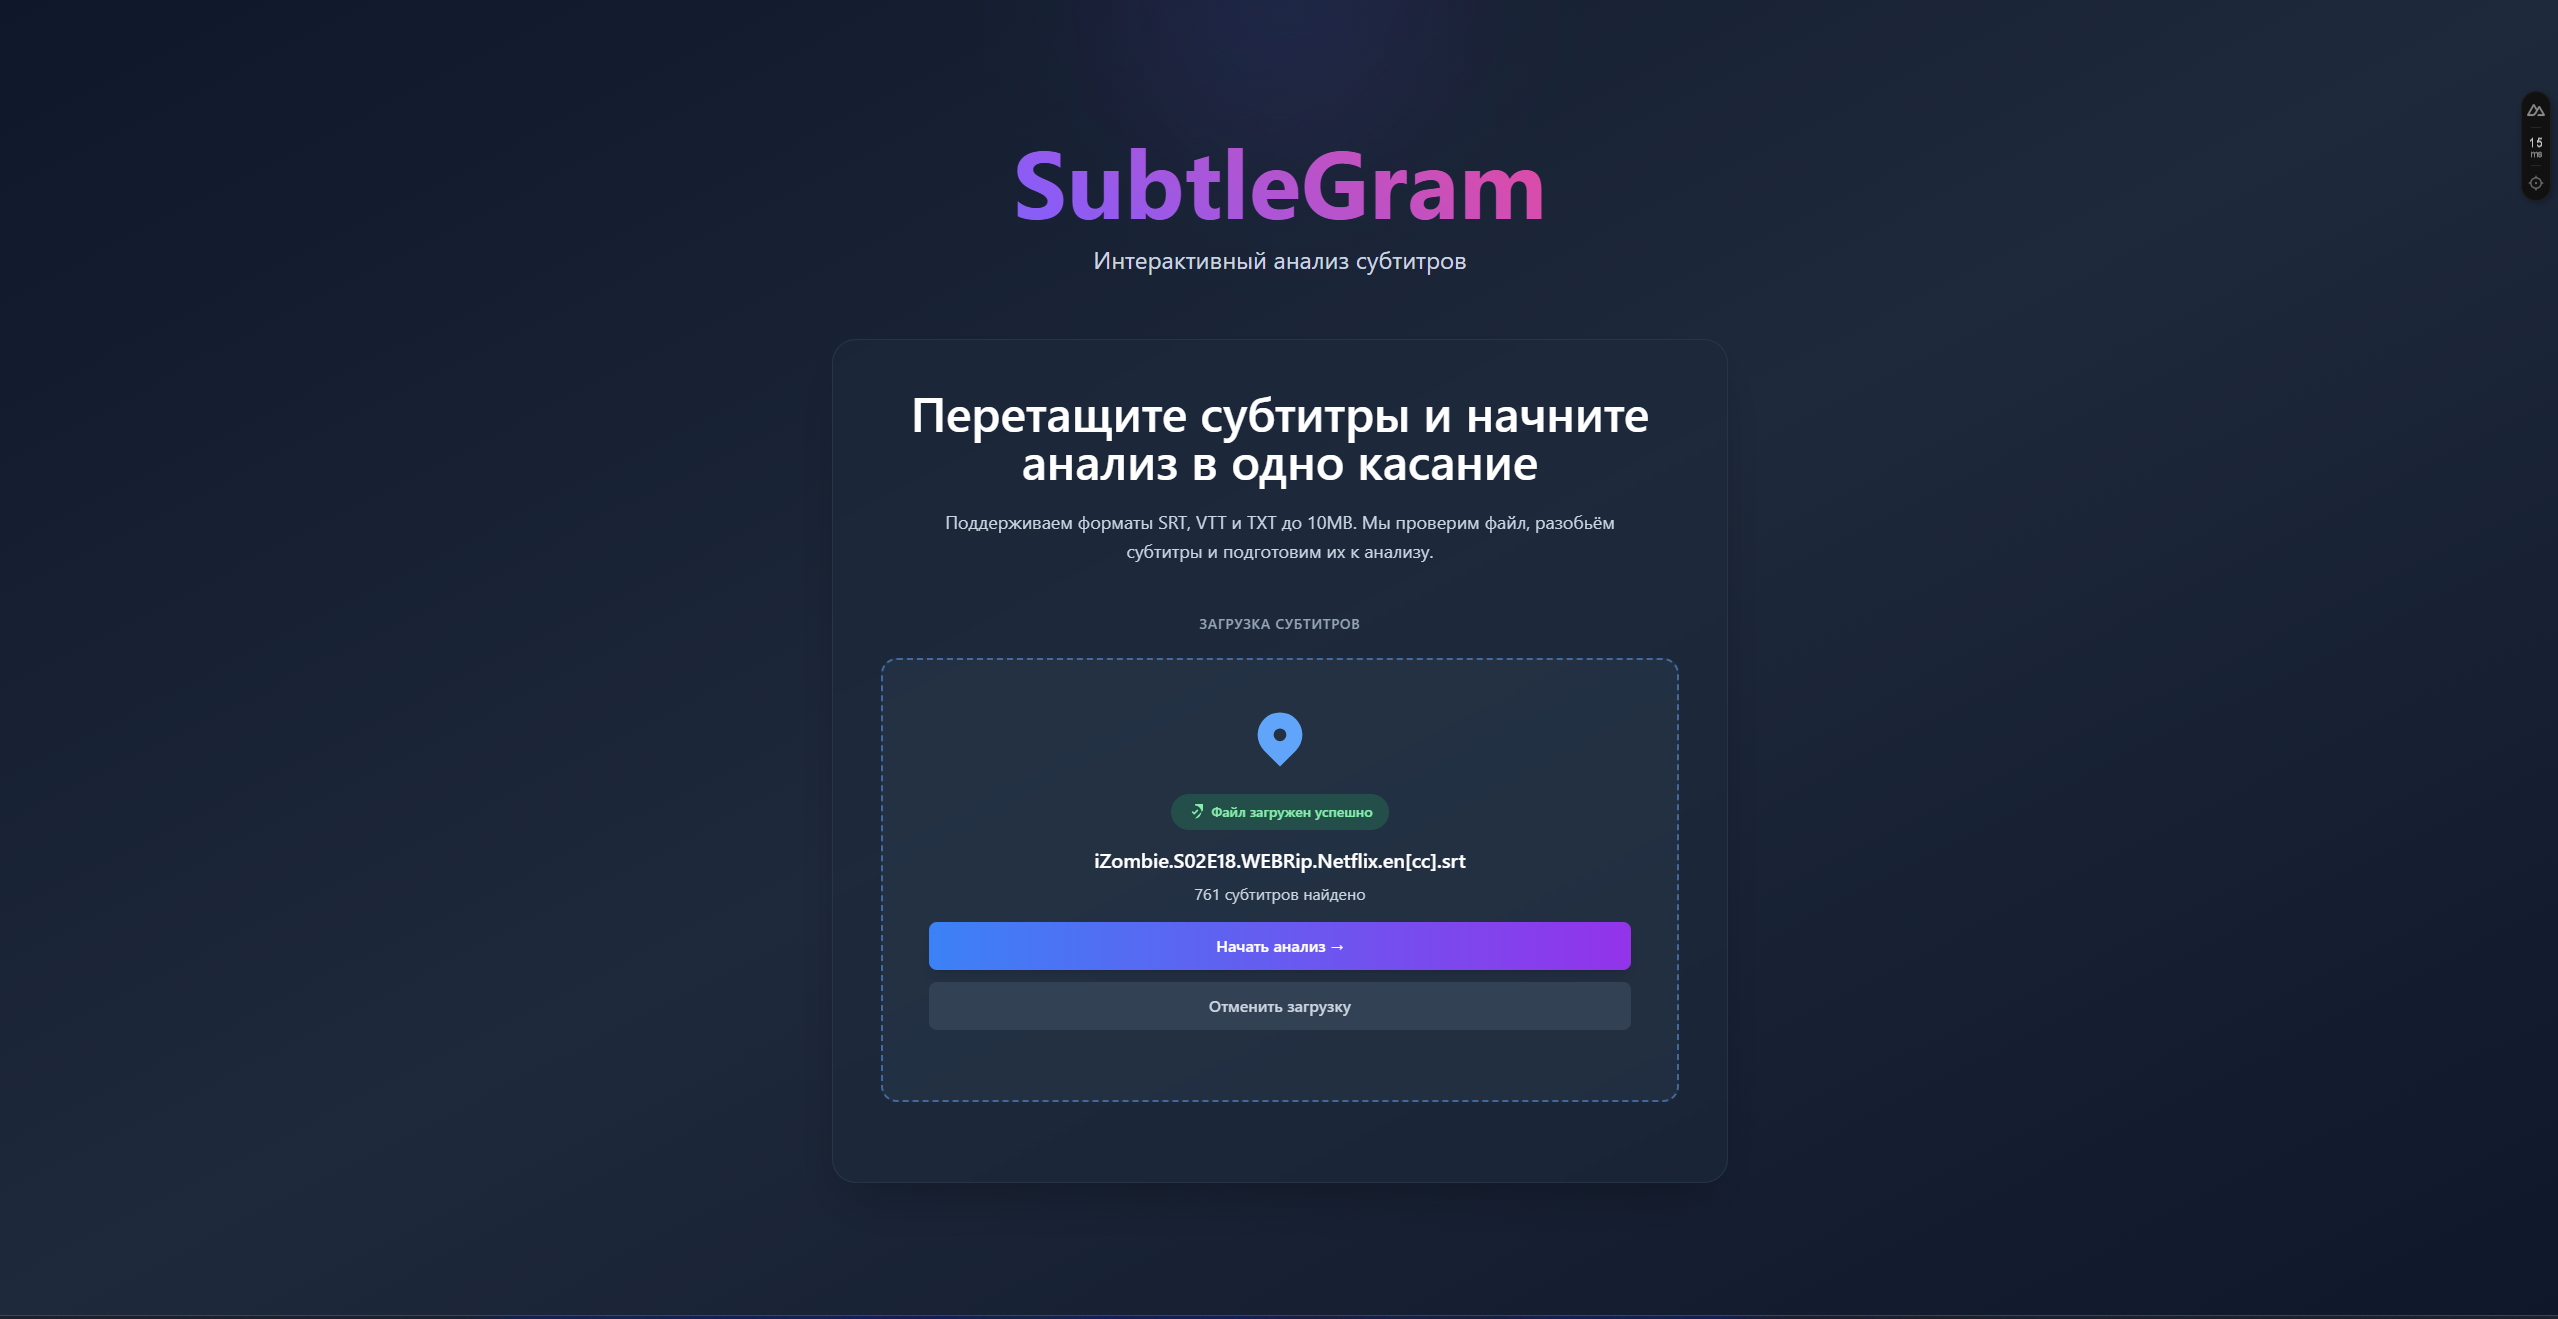 SubtleGram
Интерактивный анализ субтитров
15
MB
Перетащите субтитры и начните
анализ в одно касание
Поддерживаем форматы SRT, VTT и TXT до 10MB. Мы проверим файл, разобьём
субтитры и подготовим их к анализу.
ЗАГРУЗКА СУБТИТРОВ
Файл загружен успешно
iZombie.S02E18.WEBRip.Netflix.en[cc].srt
761 субтитров найдено
Начать анализ →
Отменить загрузку